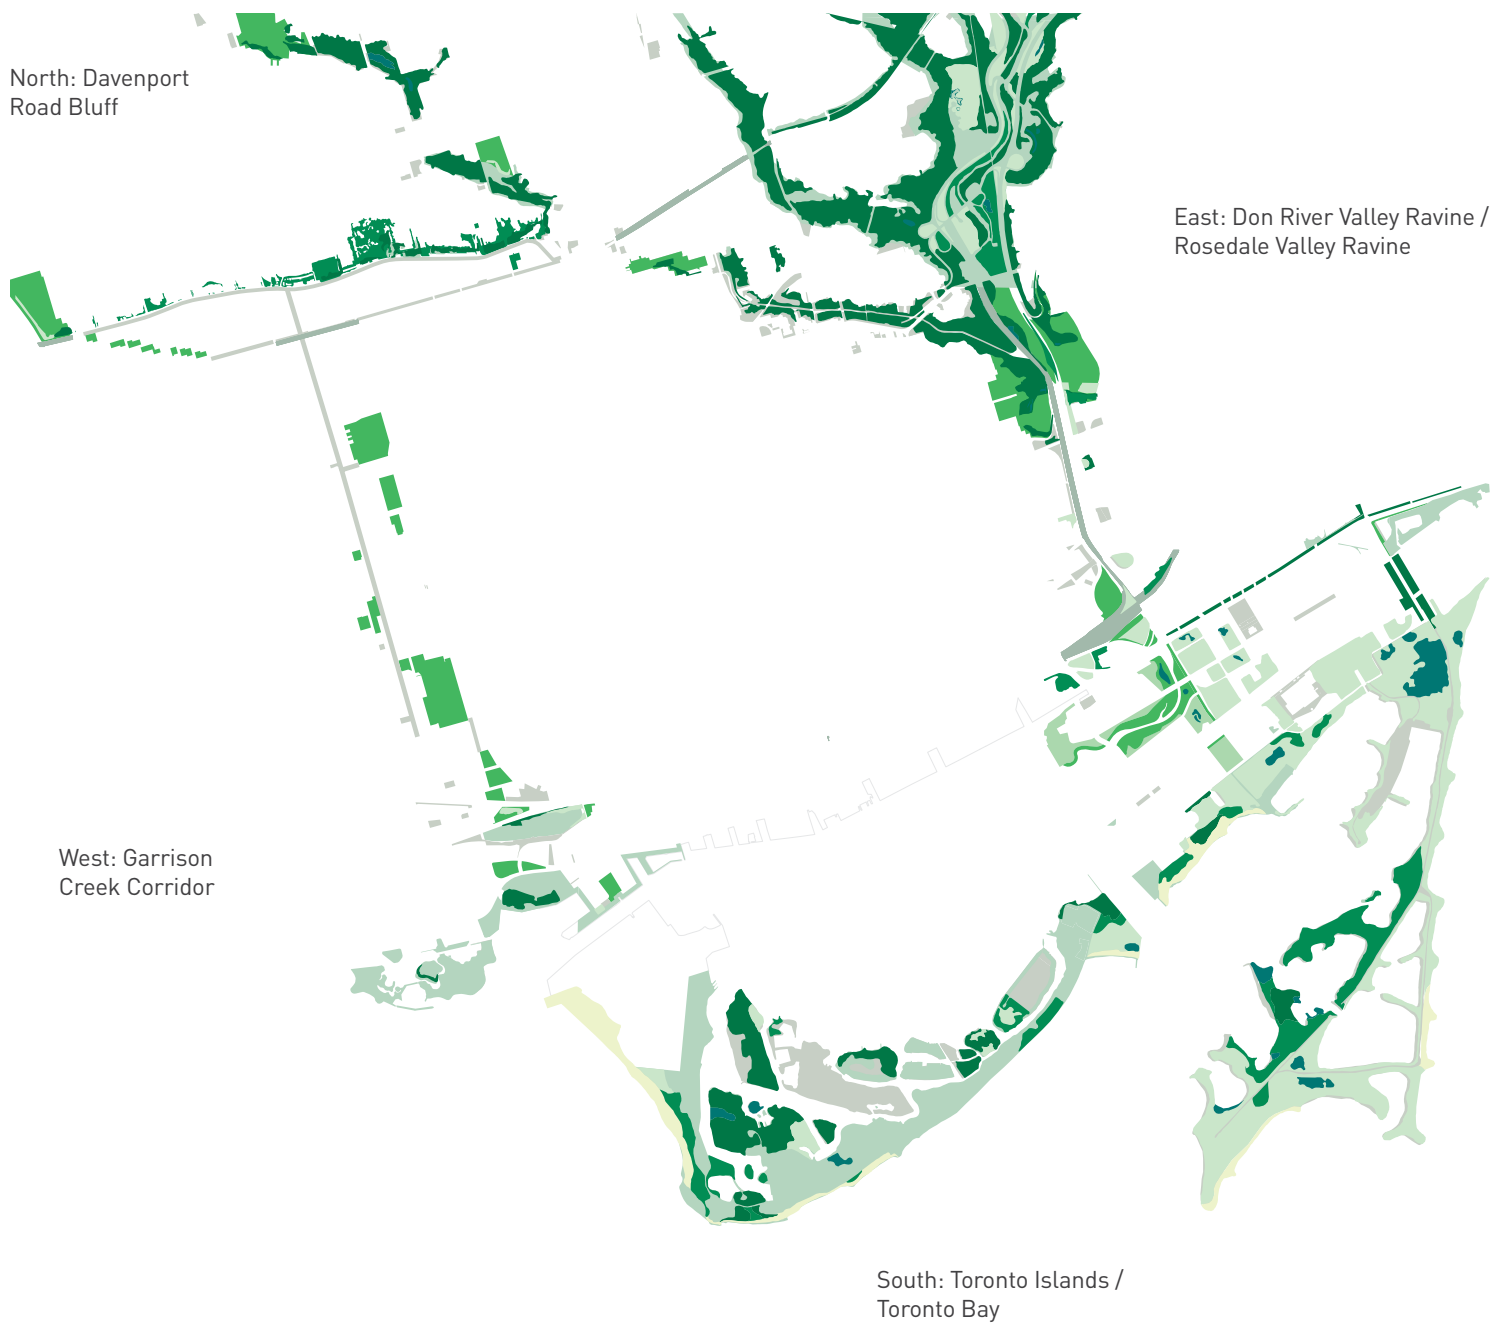 North: Davenport
Road Bluff
East: Don River Valley Ravine /
Rosedale Valley Ravine
West: Garrison
Creek Corridor
South: Toronto Islands /
Toronto Bay